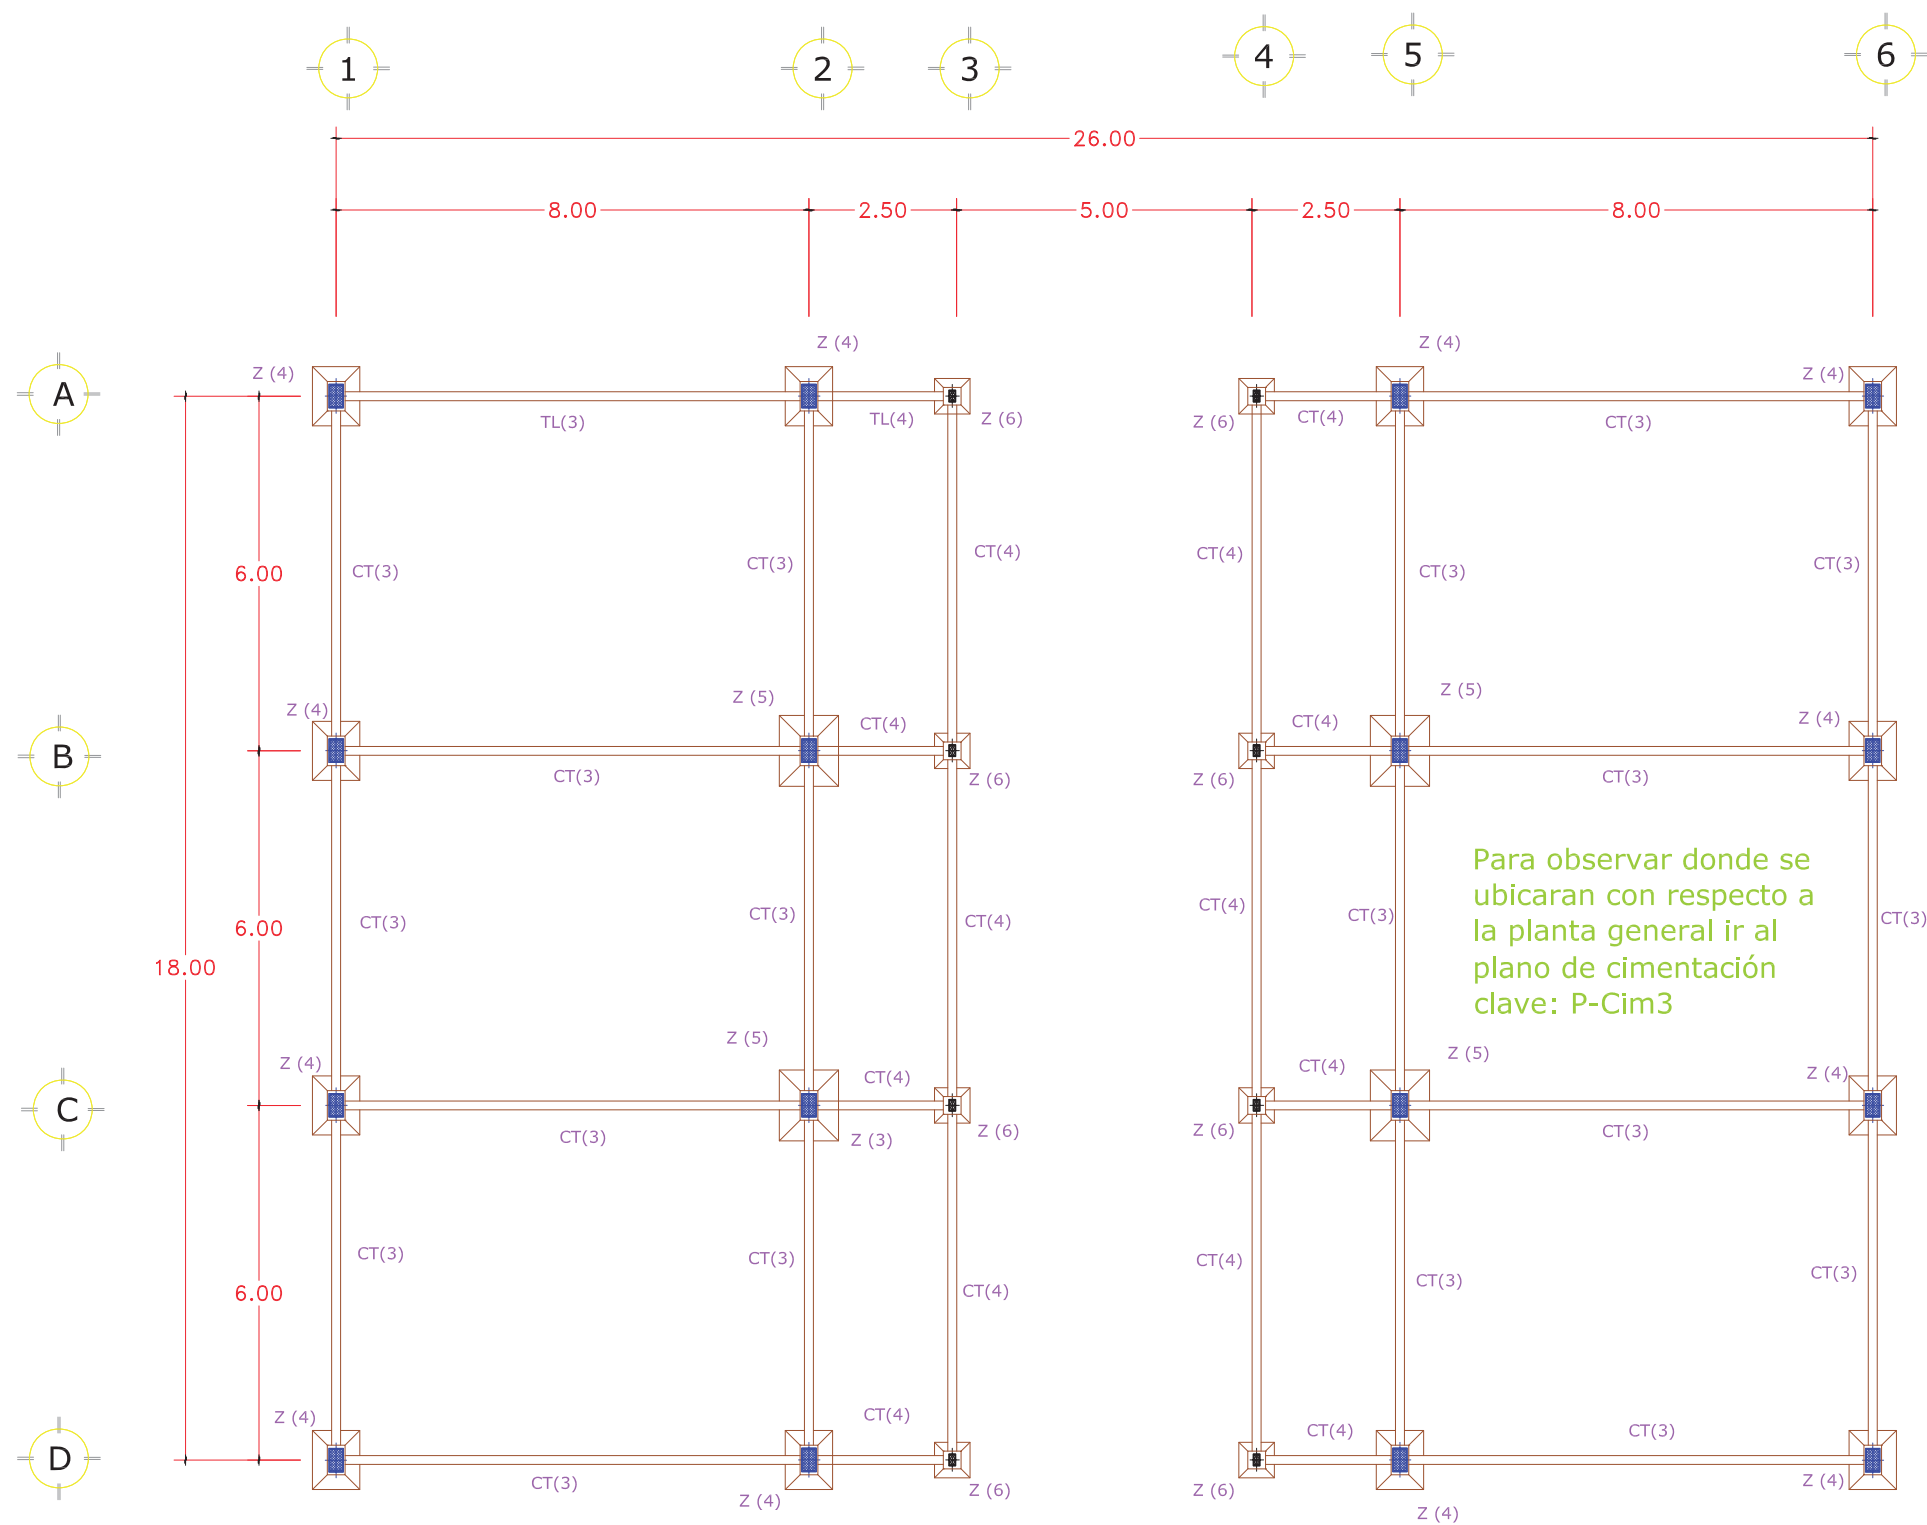 1 2 3 4 5 6
26.00
8.00 2.50 5.00 2.50 8.00
Z (4) Z (4)
Z (4) Z (4)
A
TL(3) TL(4) Z (6) Z (6) CT(4) CT(3)
CT(4) CT(4)
6.00 CT(3) CT(3) CT(3) CT(3)
Z (5) Z (5)
Z (4) CT(4) CT(4) Z (4)
B
CT(3) Z (6) Z (6) CT(3)
Para observar donde se
ubicaran con respecto a
la planta general ir al
plano de cimentación
clave: P-Cim3
6.00 CT(3) CT(3) CT(4) CT(4) CT(3) CT(3)
18.00
Z (5) Z (5)
Z (4) CT(4) CT(4) Z (4)
C
CT(3) Z (3) Z (6) Z (6) CT(3)
CT(3) CT(3) CT(4) CT(3) CT(3)
6.00 CT(4)
Z (4) CT(4) CT(4) CT(3)
D
CT(3) Z (4) Z (6) Z (6) Z (4) Z (4)